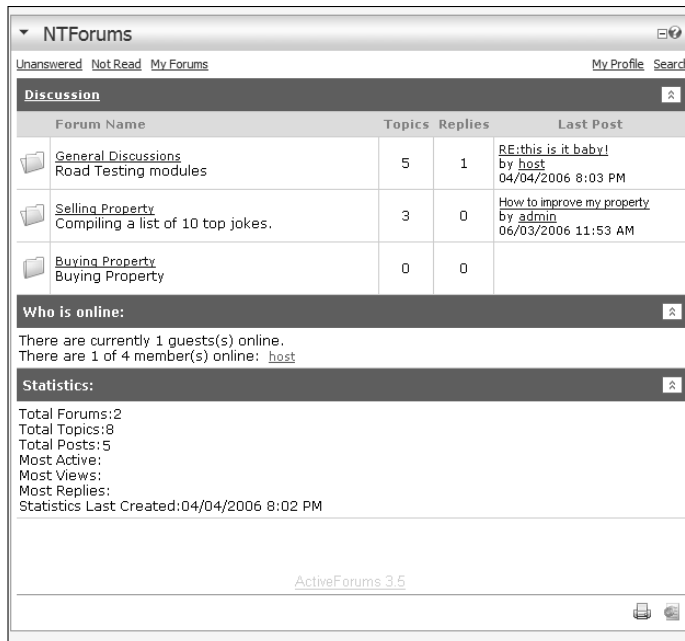 NTForums
Unanswered Not Read My Forums My Profile Searc
Discussion
Forum Name Topics Replies Last Post
General Discussions
Road Testing modules
5 1
RE:this is it baby!
by host
04/04/2006 8:03 PM
Selling Property
Compiling a list of 10 top jokes.
3 0
How to improve my property
by admin
06/03/2006 11:53 AM
Buying Property
Buying Property
0 0
Who is online:
There are currently 1 guests(s) online.
There are 1 of 4 member(s) online: host
Statistics:
Total Forums:2
Total Topics:8
Total Posts:5
Most Active:
Most Views:
Most Replies:
Statistics Last Created:04/04/2006 8:02 PM
ActiveForums 3.5